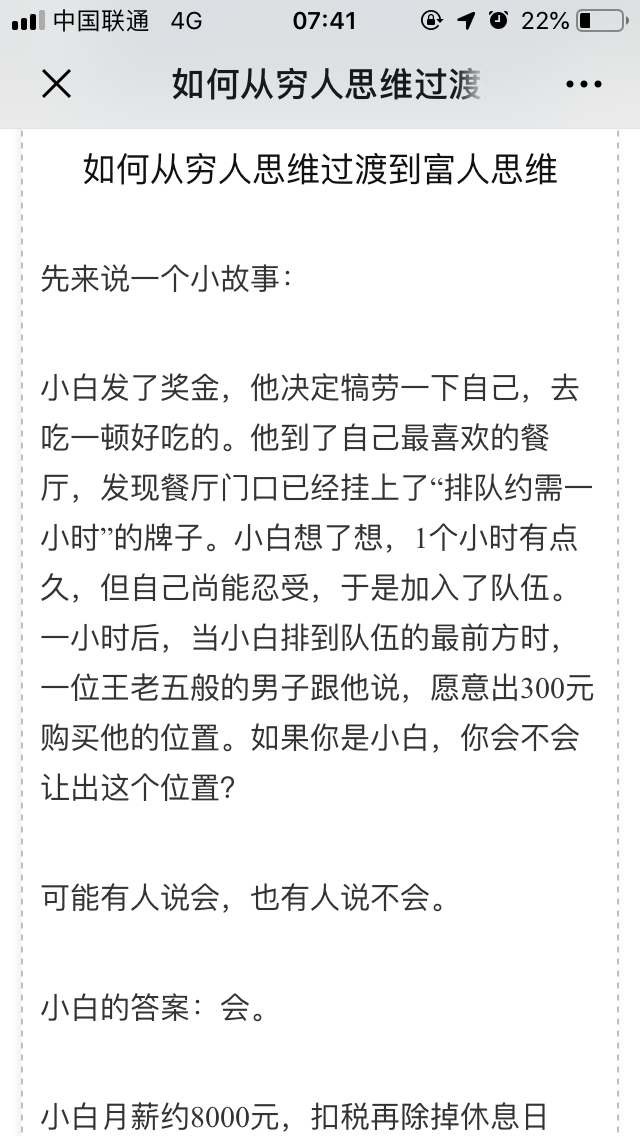 中国联通 4G 07:41 22%
如何从穷人思维过渡
如何从穷人思维过渡到富人思维
先来说一个小故事：
小白发了奖金，他决定犒劳一下自己，去
吃一顿好吃的。他到了自己最喜欢的餐
厅，发现餐厅门口已经挂上了“排队约需一
小时”的牌子。小白想了想，1个小时有点
久，但自己尚能忍受，于是加入了队伍。
一小时后，当小白排到队伍的最前方时，
一位王老五般的男子跟他说，愿意出300元
购买他的位置。如果你是小白，你会不会
让出这个位置？
可能有人说会，也有人说不会。
小白的答案：会。
小白月薪约8000元，扣税再除掉休息日